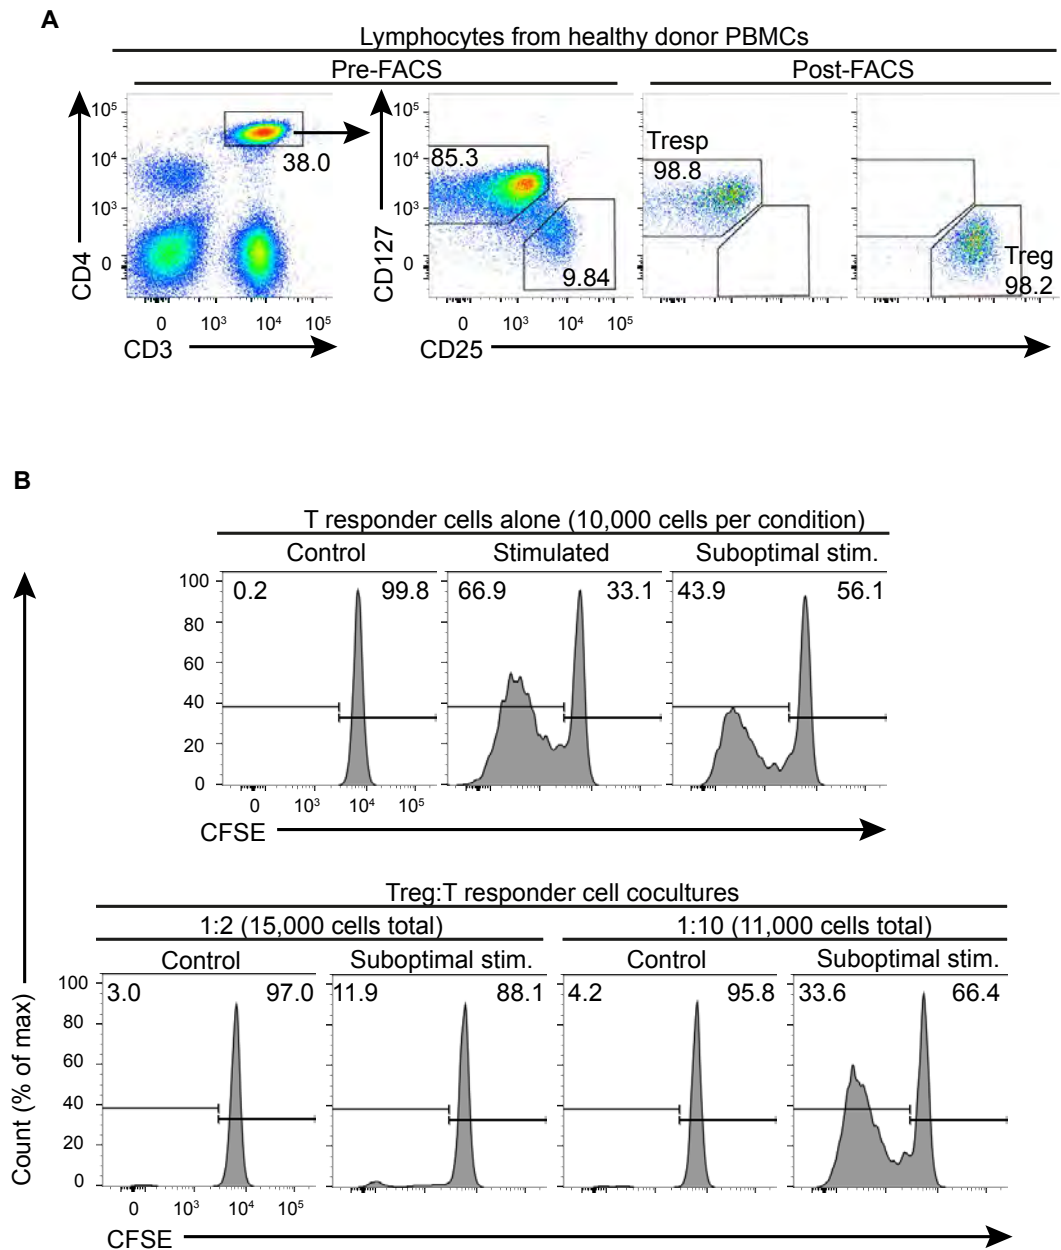 A
Lymphocytes from healthy donor PBMCs
Pre-FACS
Post-FACS
CD4
10⁵
10⁴
10³
0
38.0
0 10³ 10⁴ 10⁵
CD3
CD127
10⁵
10⁴
10³
0
85.3
9.84
0 10³ 10⁴ 10⁵
CD25
Tresp
98.8
Treg
98.2
B
T responder cells alone (10,000 cells per condition)
Control
Stimulated
Suboptimal stim.
100
80
60
40
20
0
0.2 99.8
66.9 33.1
43.9 56.1
0 10³ 10⁴ 10⁵
CFSE
Treg:T responder cell cocultures
1:2 (15,000 cells total)
1:10 (11,000 cells total)
Control
Suboptimal stim.
Control
Suboptimal stim.
Count (% of max)
100
80
60
40
20
0
3.0 97.0
11.9 88.1
4.2 95.8
33.6 66.4
0 10³ 10⁴ 10⁵
CFSE